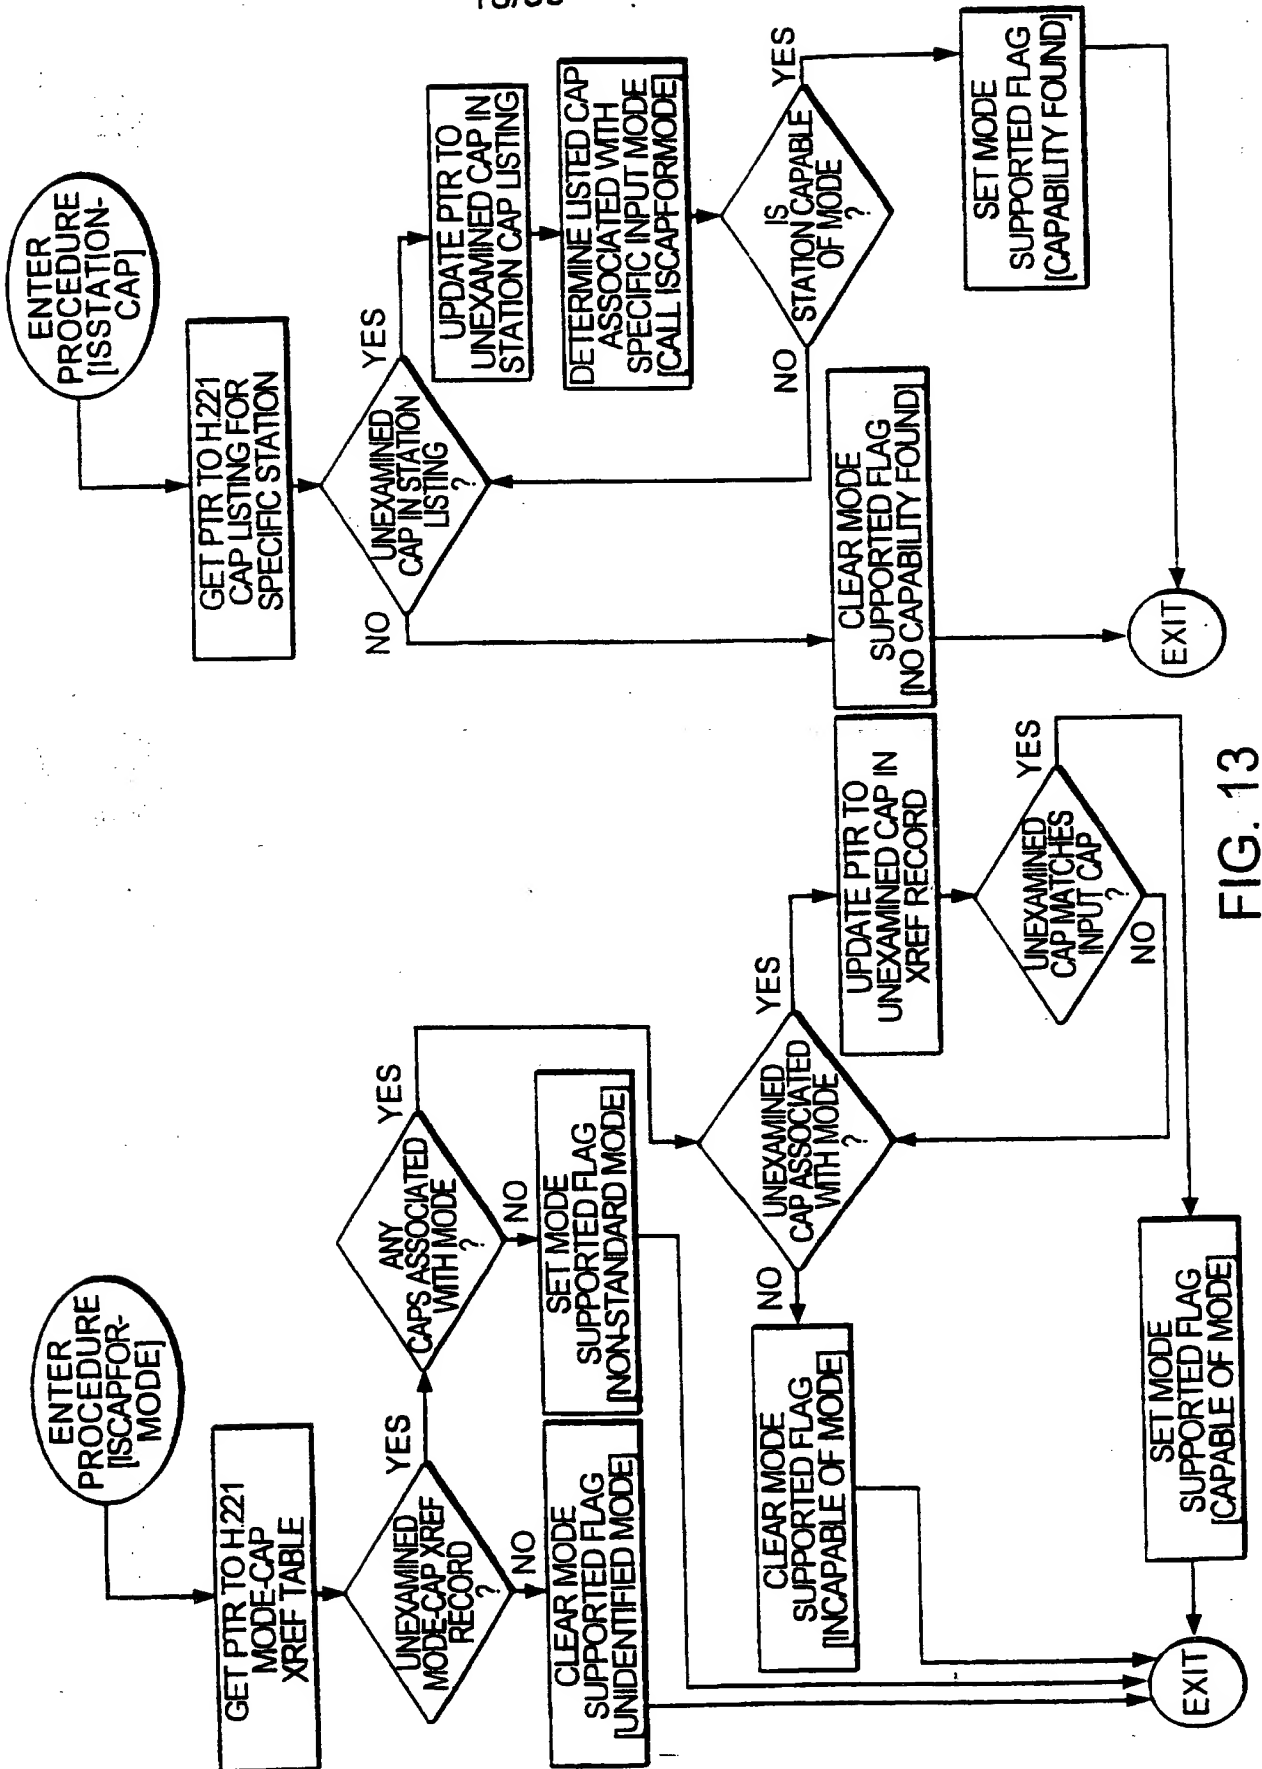 ENTER
PROCEDURE
[ISSTATION-
CAP]
GET PTR TO H.221
CAP LISTING FOR
SPECIFIC STATION
UNEXAMINED
CAP IN STATION
LISTING
?
YES
NO
UPDATE PTR TO
UNEXAMINED CAP IN
STATION CAP LISTING
DETERMINE LISTED CAP
ASSOCIATED WITH
SPECIFIC INPUT MODE
[CALL ISCAPFORMODE]
IS
STATION CAPABLE
OF MODE
?
YES
NO
SET MODE
SUPPORTED FLAG
[CAPABILITY FOUND]
CLEAR MODE
SUPPORTED FLAG
[NO CAPABILITY FOUND]
EXIT
ENTER
PROCEDURE
[ISCAPFOR-
MODE]
GET PTR TO H.221
MODE-CAP
XREF TABLE
UNEXAMINED
MODE-CAP XREF
RECORD
?
YES
NO
CLEAR MODE
SUPPORTED FLAG
[UNIDENTIFIED MODE]
ANY
CAPS ASSOCIATED
WITH MODE
?
YES
NO
SET MODE
SUPPORTED FLAG
[NON-STANDARD MODE]
UNEXAMINED
CAP ASSOCIATED
WITH MODE
?
YES
NO
CLEAR MODE
SUPPORTED FLAG
[INCAPABLE OF MODE]
UPDATE PTR TO
UNEXAMINED CAP IN
XREF RECORD
UNEXAMINED
CAP MATCHES
INPUT CAP
?
YES
NO
SET MODE
SUPPORTED FLAG
[CAPABLE OF MODE]
EXIT
FIG. 13